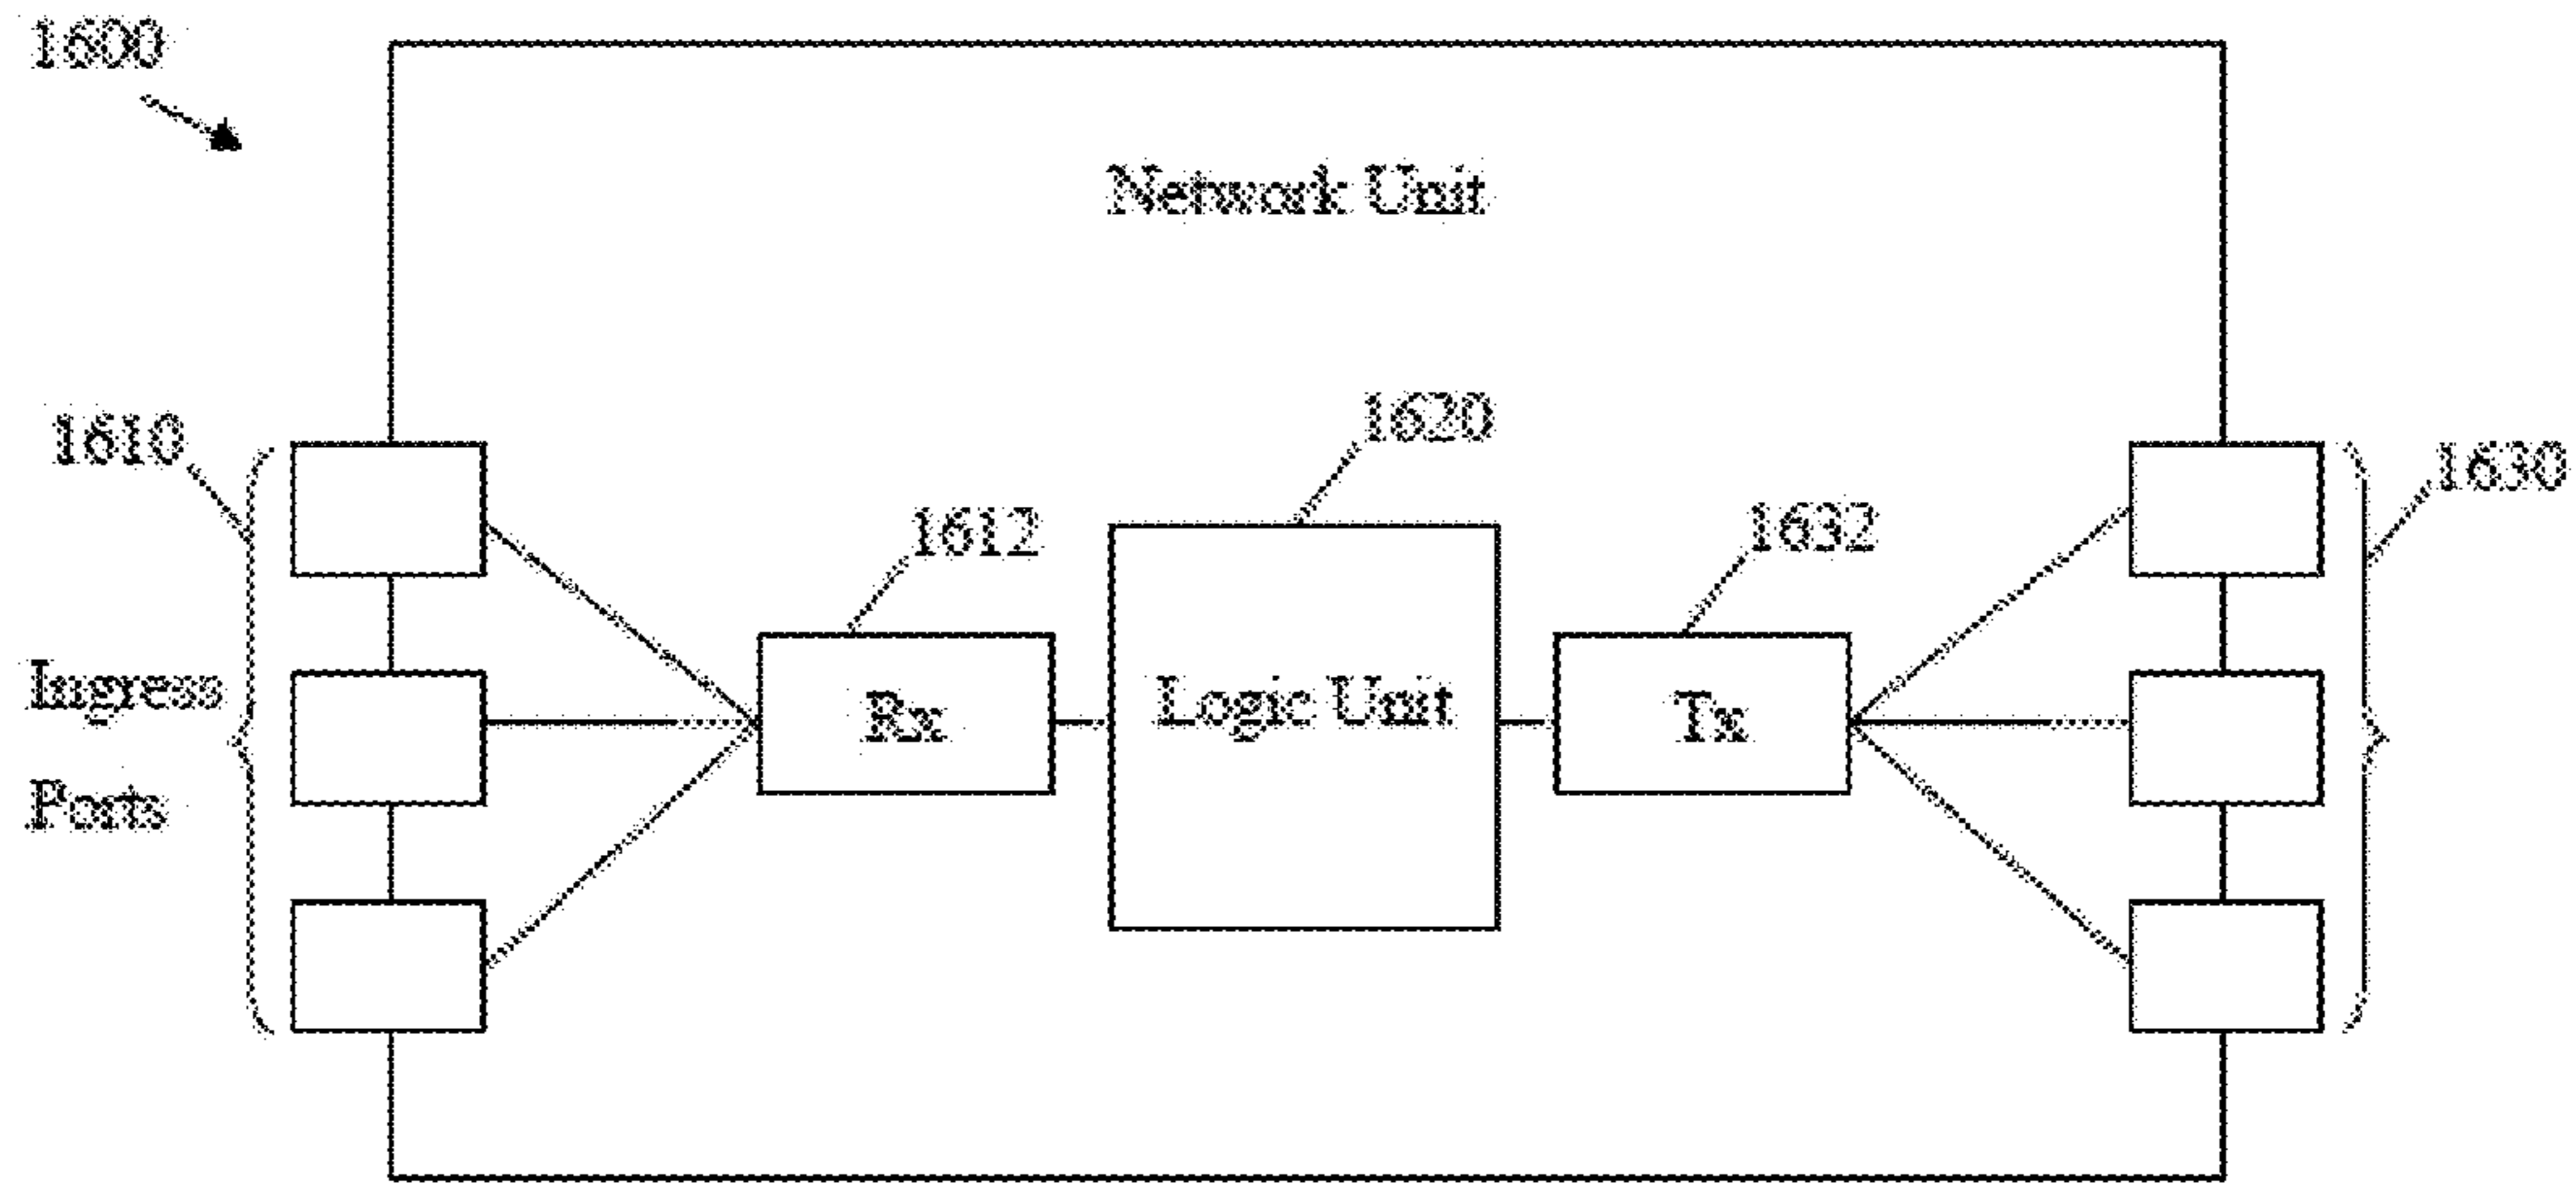 1600
Network Unit
1610
1620
1630
1612
1632
Ingress
Ports
Rx
Logic Unit
Tx